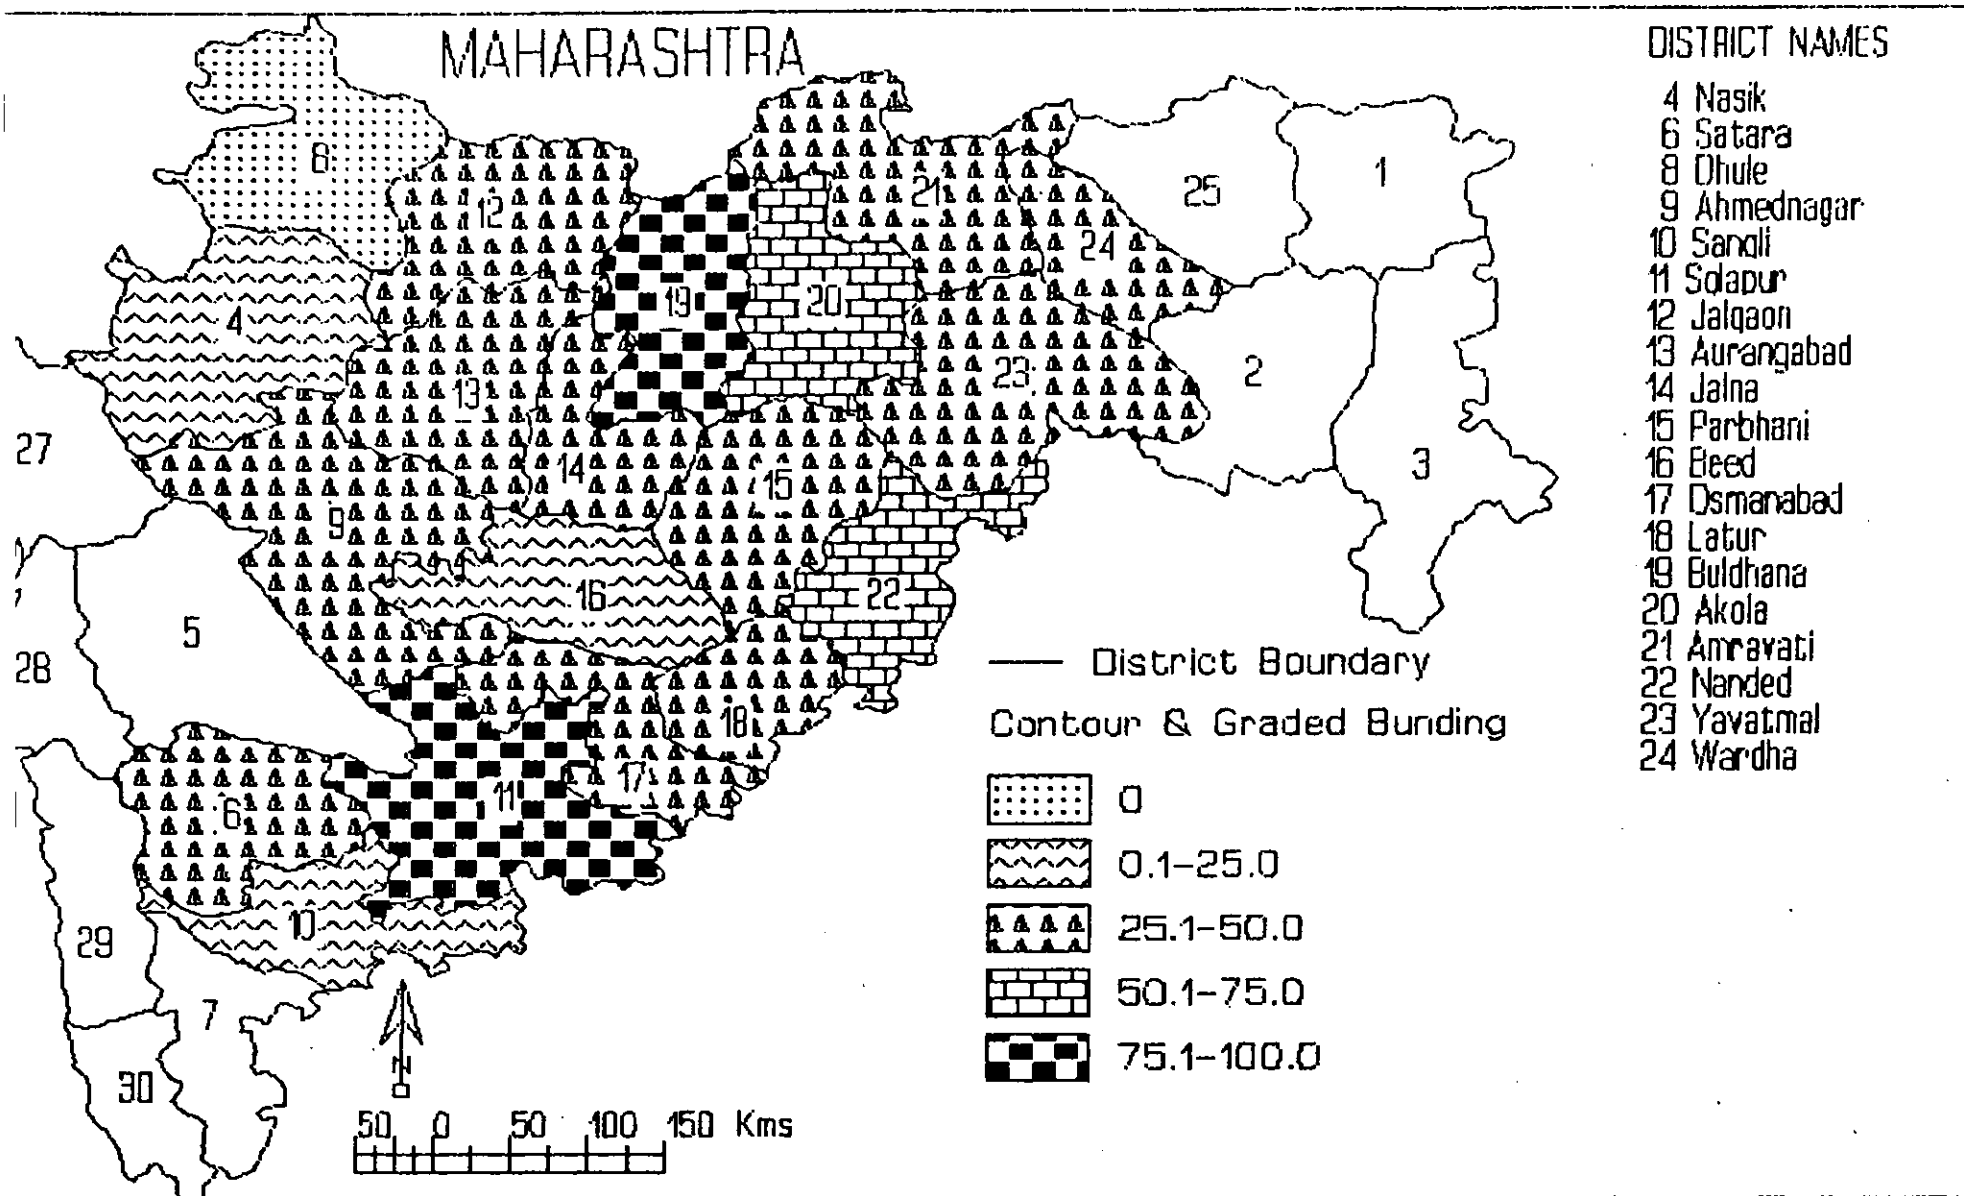 MAHARASHTRA
DISTRICT NAMES
4 Nasik
6 Satara
8 Dhule
9 Ahmednagar
10 Sangli
11 Solapur
12 Jalgaon
13 Aurangabad
14 Jalna
15 Parbhani
16 Beed
17 Osmanabad
18 Latur
19 Buldhana
20 Akola
21 Amravati
22 Nanded
23 Yavatmal
24 Wardha
8
12
21
25
1
24
4
19
20
13
23
2
27
14
15
3
9
16
22
5
28
18
17
11
6
10
29
7
30
District Boundary
Contour & Graded Bunding
0
0.1-25.0
25.1-50.0
50.1-75.0
75.1-100.0
N
50 0 50 100 150 Kms